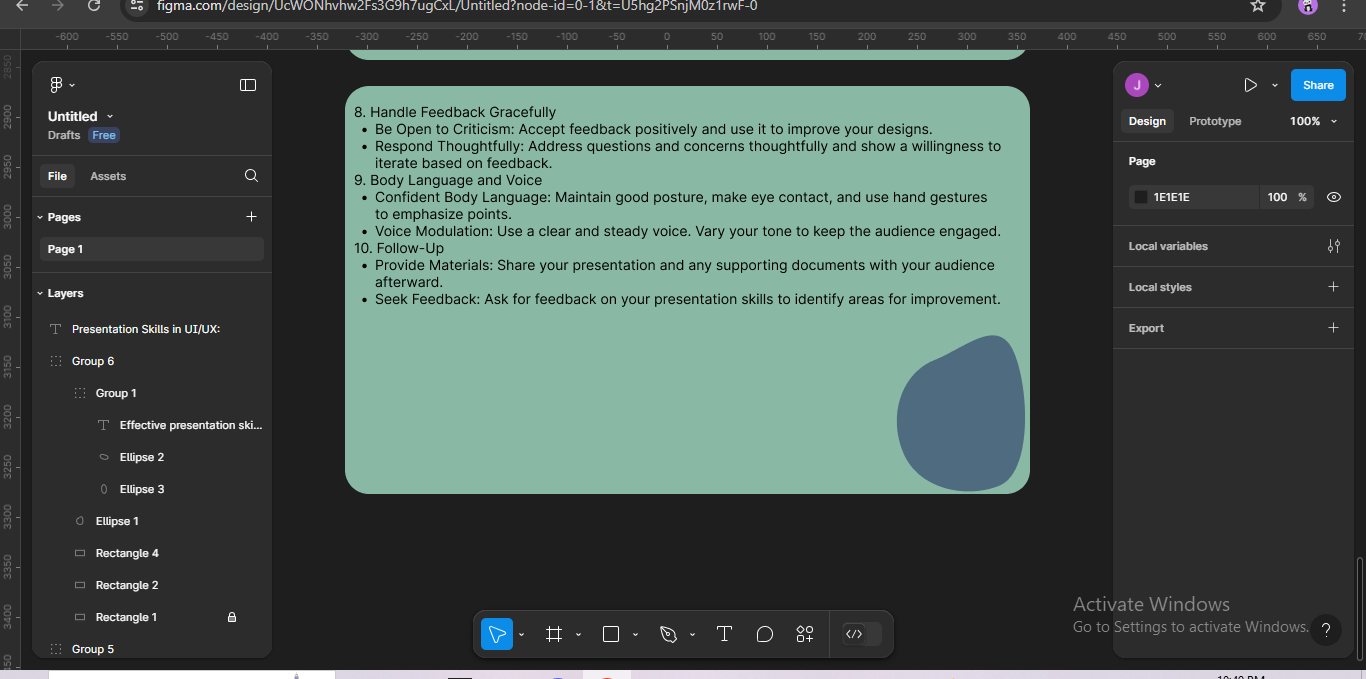 figma.com/design/UcWONhvhw2Fs3G9h7ugCxL/Untitled?node-id=0-1&t=U5hg2PSnjM0z1rwF-0
-600 -550 -500 -450 -400 -350 -300 -250 -200 -150 -100 -50 0 50 100 150 200 250 300 350 400 450 500 550 600 650
2850
2900
2950
3000
3050
3100
3150
3200
3250
3300
3350
3400
Untitled
Drafts Free
File Assets
Pages
Page 1
Layers
Presentation Skills in UI/UX:
Group 6
Group 1
Effective presentation ski...
Ellipse 2
Ellipse 3
Ellipse 1
Rectangle 4
Rectangle 2
Rectangle 1
Group 5
8. Handle Feedback Gracefully
• Be Open to Criticism: Accept feedback positively and use it to improve your designs.
• Respond Thoughtfully: Address questions and concerns thoughtfully and show a willingness to
iterate based on feedback.
9. Body Language and Voice
• Confident Body Language: Maintain good posture, make eye contact, and use hand gestures
to emphasize points.
• Voice Modulation: Use a clear and steady voice. Vary your tone to keep the audience engaged.
10. Follow-Up
• Provide Materials: Share your presentation and any supporting documents with your audience
afterward.
• Seek Feedback: Ask for feedback on your presentation skills to identify areas for improvement.
J
Share
Design Prototype 100%
Page
1E1E1E 100 %
Local variables
Local styles
Export
Activate Windows
Go to Settings to activate Windows.
?